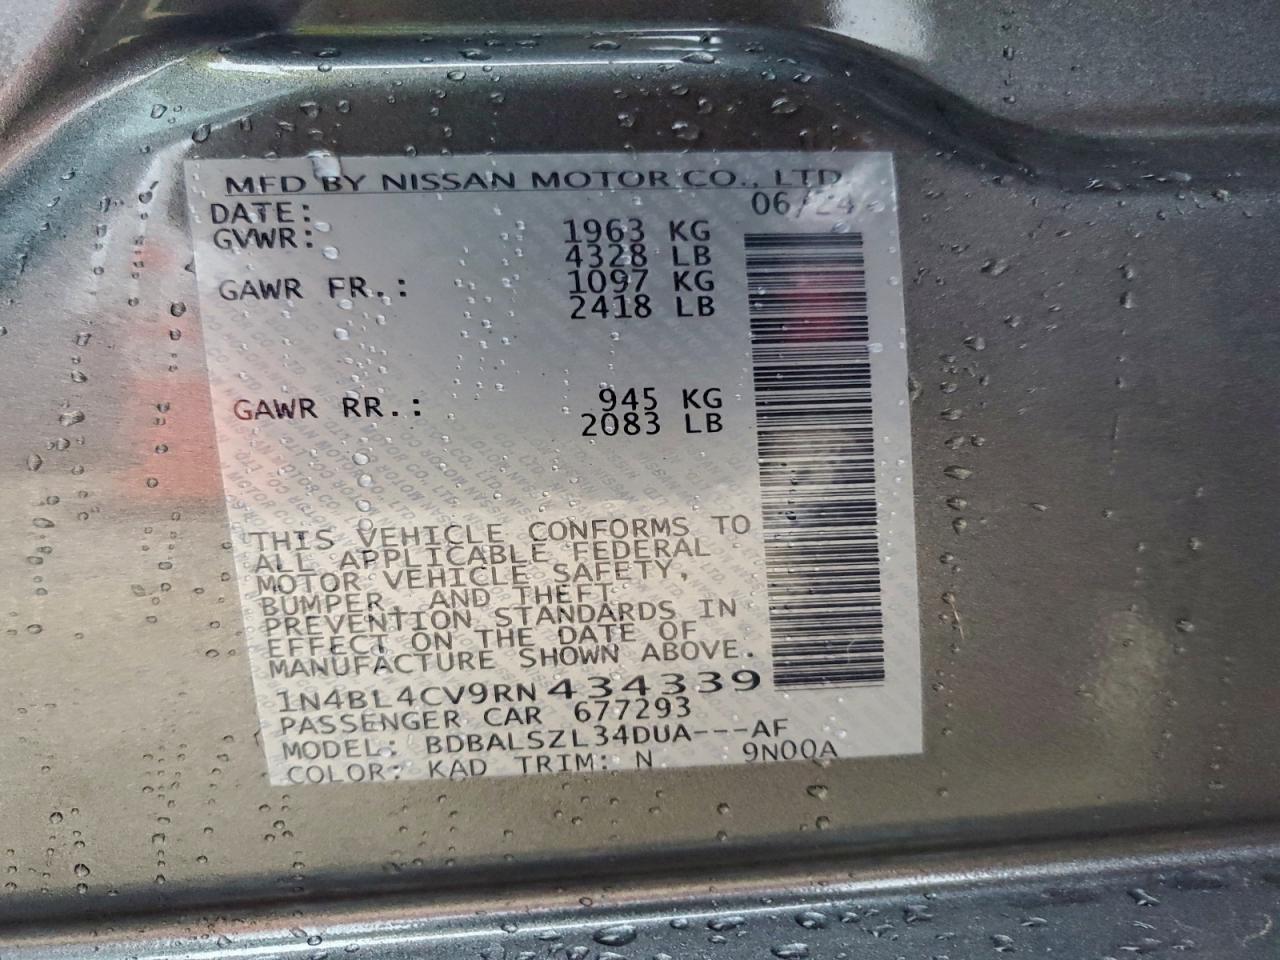 MFD BY NISSAN MOTOR CO., LTD
DATE: 06/24
GVWR: 1963 KG
4328 LB
GAWR FR.: 1097 KG
2418 LB
GAWR RR.: 945 KG
2083 LB
THIS VEHICLE CONFORMS TO
ALL APPLICABLE FEDERAL
MOTOR VEHICLE SAFETY,
BUMPER, AND THEFT
PREVENTION STANDARDS IN
EFFECT ON THE DATE OF
MANUFACTURE SHOWN ABOVE.
1N4BL4CV9RN434339
PASSENGER CAR 677293
MODEL: BDBALSZL34DUA---AF
COLOR: KAD TRIM: N 9N00A